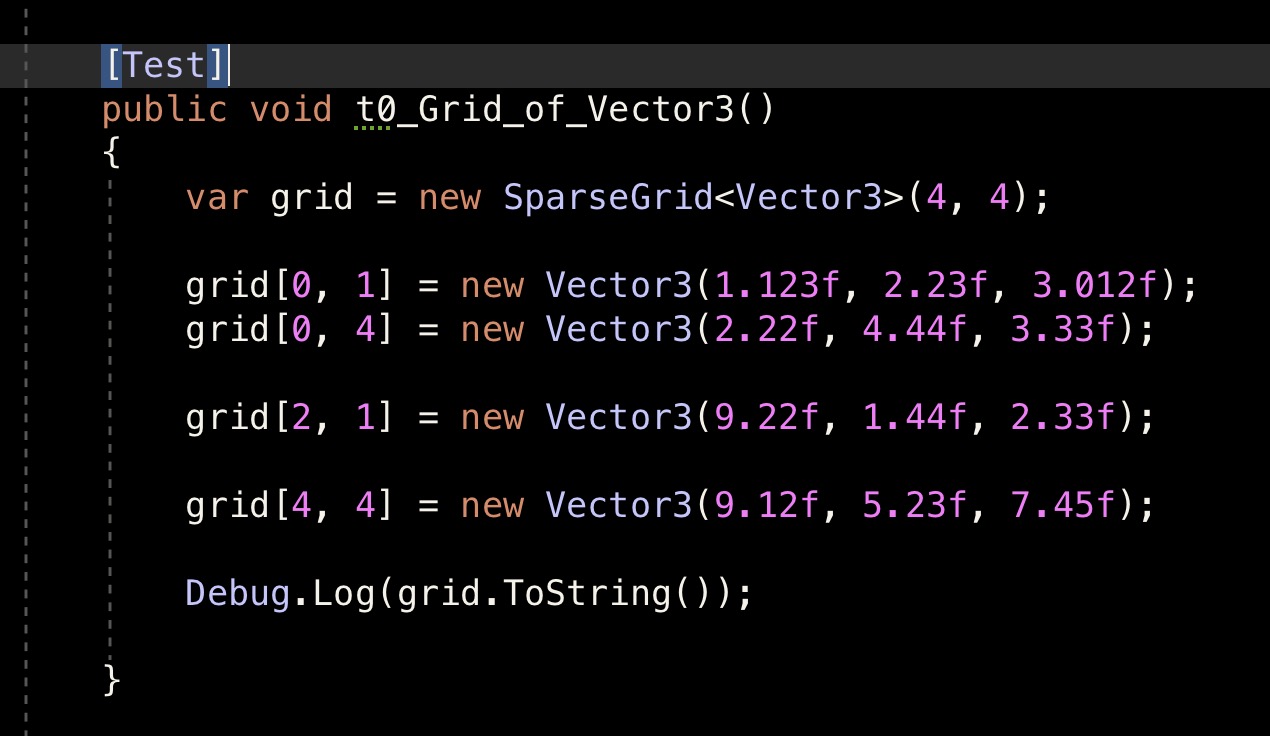 [Test]
public void t0_Grid_of_Vector3()
{
var grid = new SparseGrid<Vector3>(4, 4);
grid[0, 1] = new Vector3(1.123f, 2.23f, 3.012f);
grid[0, 4] = new Vector3(2.22f, 4.44f, 3.33f);
grid[2, 1] = new Vector3(9.22f, 1.44f, 2.33f);
grid[4, 4] = new Vector3(9.12f, 5.23f, 7.45f);
Debug.Log(grid.ToString());
}